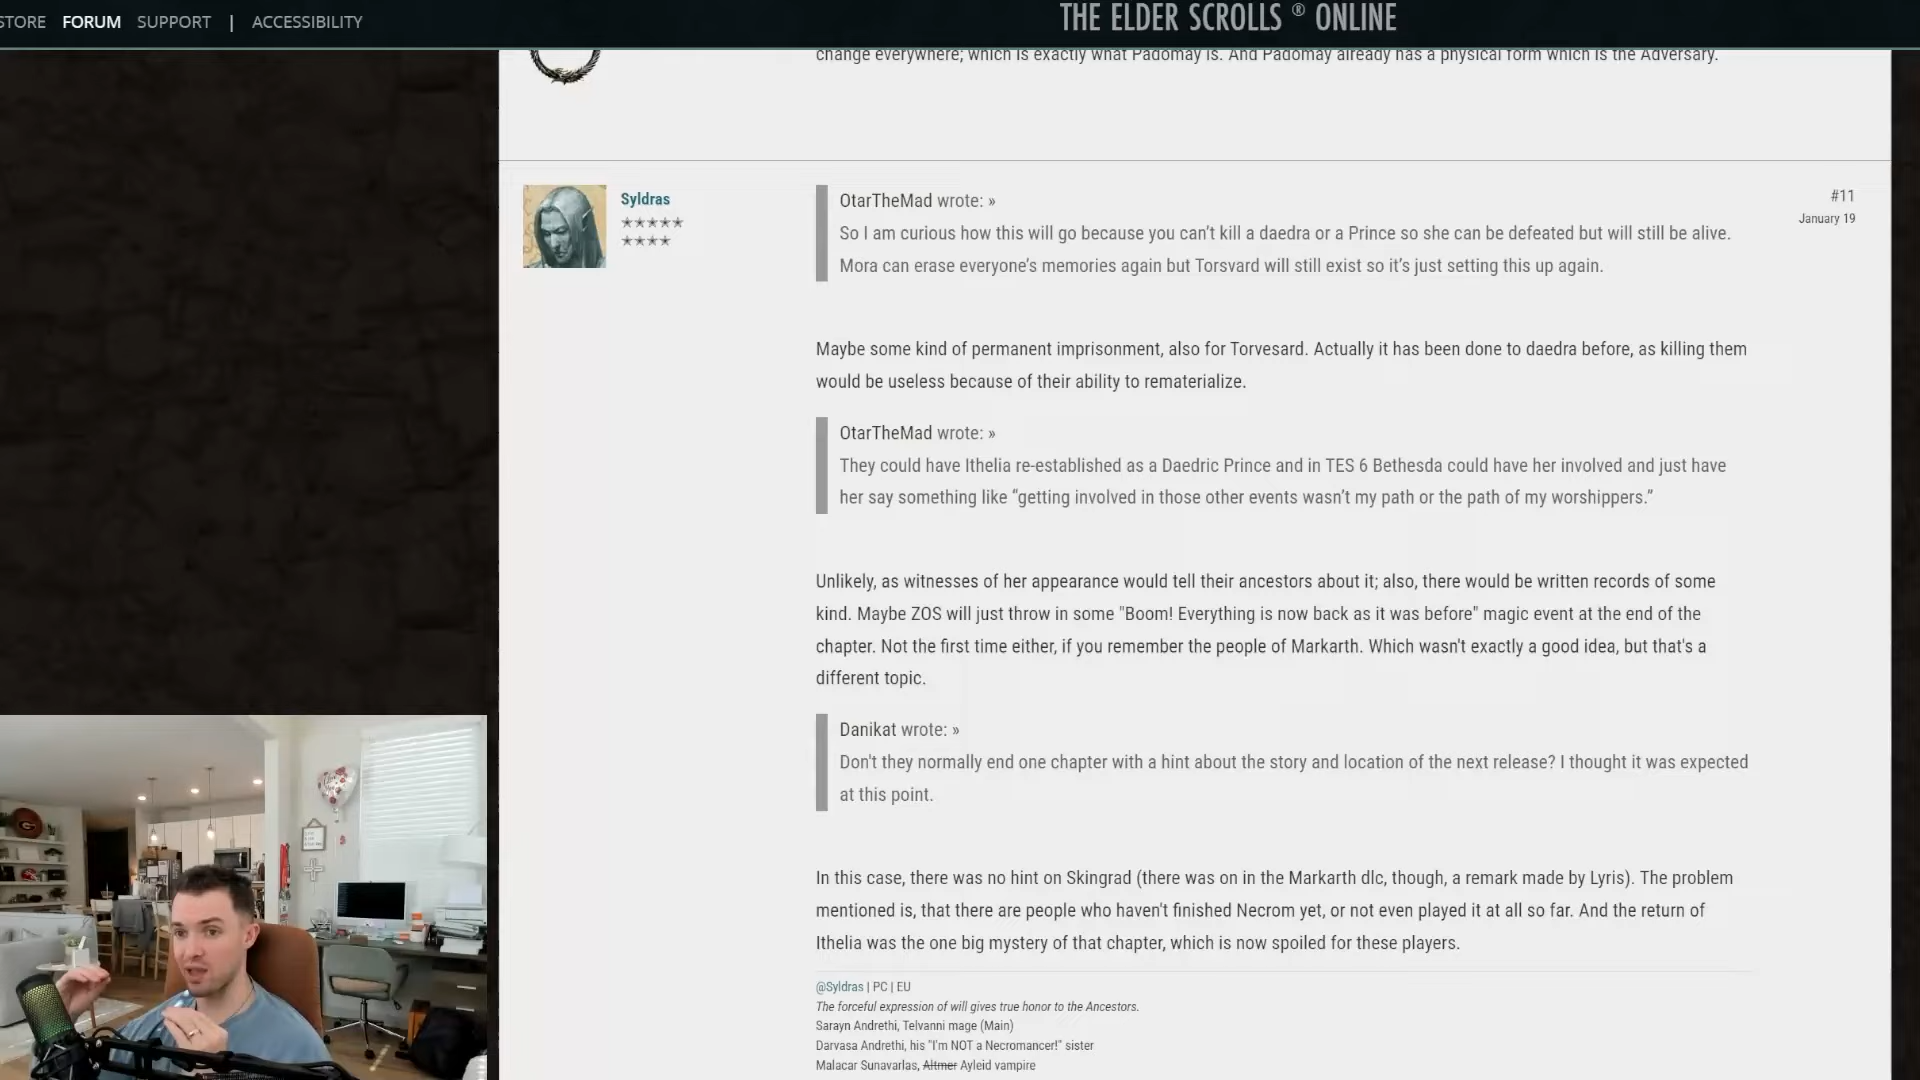 STORE FORUM SUPPORT | ACCESSIBILITY
THE ELDER SCROLLS ® ONLINE
change everywhere; which is exactly what Padomay is. And Padomay already has a physical form which is the Adversary.
Syldras
OtarTheMad wrote: »
#11
January 19
So I am curious how this will go because you can’t kill a daedra or a Prince so she can be defeated but will still be alive.
Mora can erase everyone’s memories again but Torsvard will still exist so it’s just setting this up again.
Maybe some kind of permanent imprisonment, also for Torvesard. Actually it has been done to daedra before, as killing them
would be useless because of their ability to rematerialize.
OtarTheMad wrote: »
They could have Ithelia re-established as a Daedric Prince and in TES 6 Bethesda could have her involved and just have
her say something like “getting involved in those other events wasn’t my path or the path of my worshippers.”
Unlikely, as witnesses of her appearance would tell their ancestors about it; also, there would be written records of some
kind. Maybe ZOS will just throw in some "Boom! Everything is now back as it was before" magic event at the end of the
chapter. Not the first time either, if you remember the people of Markarth. Which wasn't exactly a good idea, but that's a
different topic.
Danikat wrote: »
Don't they normally end one chapter with a hint about the story and location of the next release? I thought it was expected
at this point.
In this case, there was no hint on Skingrad (there was on in the Markarth dlc, though, a remark made by Lyris). The problem
mentioned is, that there are people who haven't finished Necrom yet, or not even played it at all so far. And the return of
Ithelia was the one big mystery of that chapter, which is now spoiled for these players.
@Syldras | PC | EU
The forceful expression of will gives true honor to the Ancestors.
Sarayn Andrethi, Telvanni mage (Main)
Darvasa Andrethi, his "I'm NOT a Necromancer!" sister
Malacar Sunavarlas, Altmer Ayleid vampire